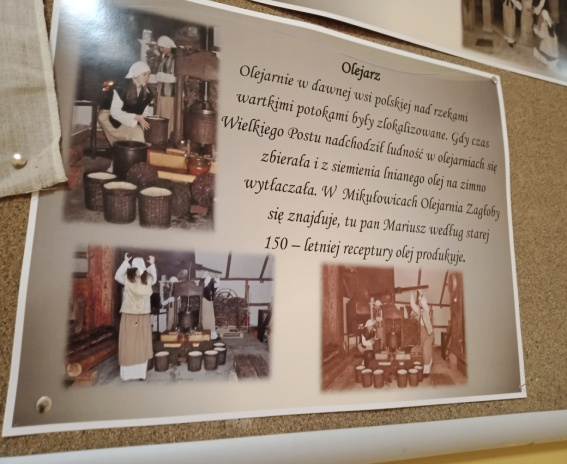 Olejarz
Olejarnie w dawnej wsi polskiej nad rzekami
wartkimi potokami były zlokalizowane. Gdy czas
Wielkiego Postu nadchodził ludność w olejarniach się
zbierała i z siemienia lnianego olej na zimno
wytłaczała. W Mikułowicach Olejarnia Zagłoby
się znajduje, tu pan Mariusz według starej
150 – letniej receptury olej produkuje.